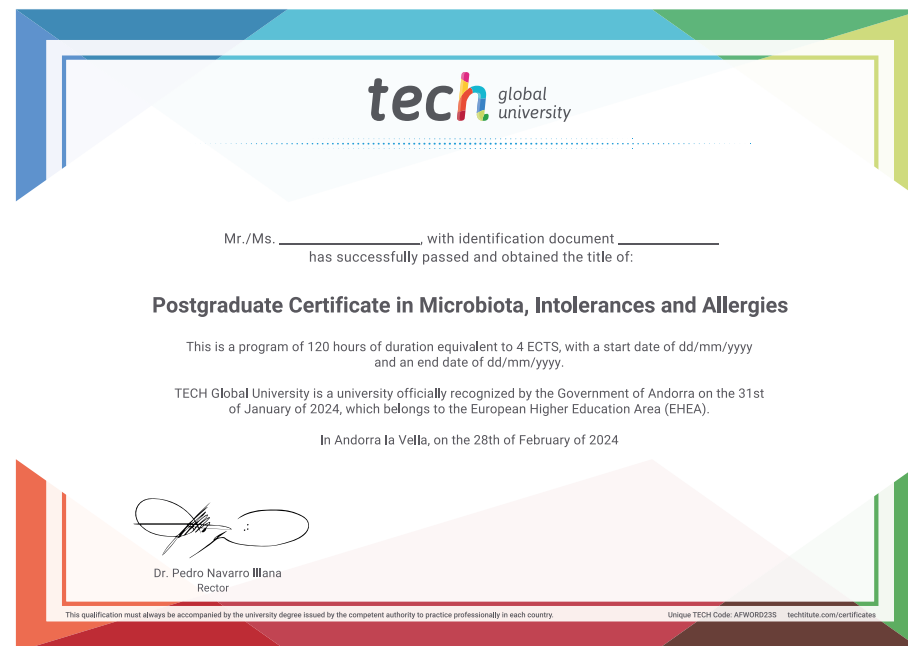 tech global
university
Mr./Ms. ____________________, with identification document ______________
has successfully passed and obtained the title of:
Postgraduate Certificate in Microbiota, Intolerances and Allergies
This is a program of 120 hours of duration equivalent to 4 ECTS, with a start date of dd/mm/yyyy
and an end date of dd/mm/yyyy.
TECH Global University is a university officially recognized by the Government of Andorra on the 31st
of January of 2024, which belongs to the European Higher Education Area (EHEA).
In Andorra la Vella, on the 28th of February of 2024
Dr. Pedro Navarro Illana
Rector
This qualification must always be accompanied by the university degree issued by the competent authority to practice professionally in each country. Unique TECH Code: AFWORD23S techtitute.com/certificates